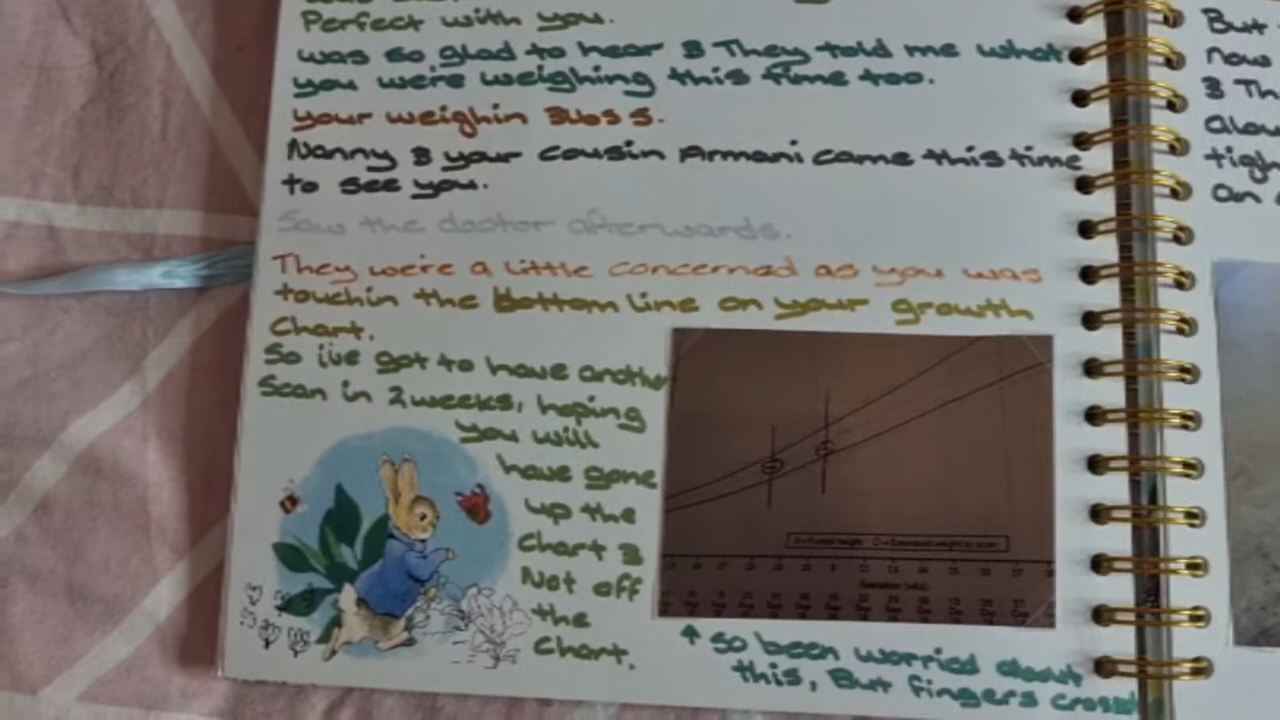 Perfect with you.
was so glad to hear & They told me what
you were weighing this time too.
your weighin 3lbs 5.
Nanny & your cousin Armani came this time
to see you.
Saw the doctor afterwards.
They were a little concerned as you was
touchin the bottom line on your growth
Chart.
So ive got to have another
Scan in 2 weeks, hoping
you will
have gone
up the
Chart &
Not off
the
Chart.
↑ so been worried about
this, But fingers crossed
But
now
& Th
alow
tigh
on